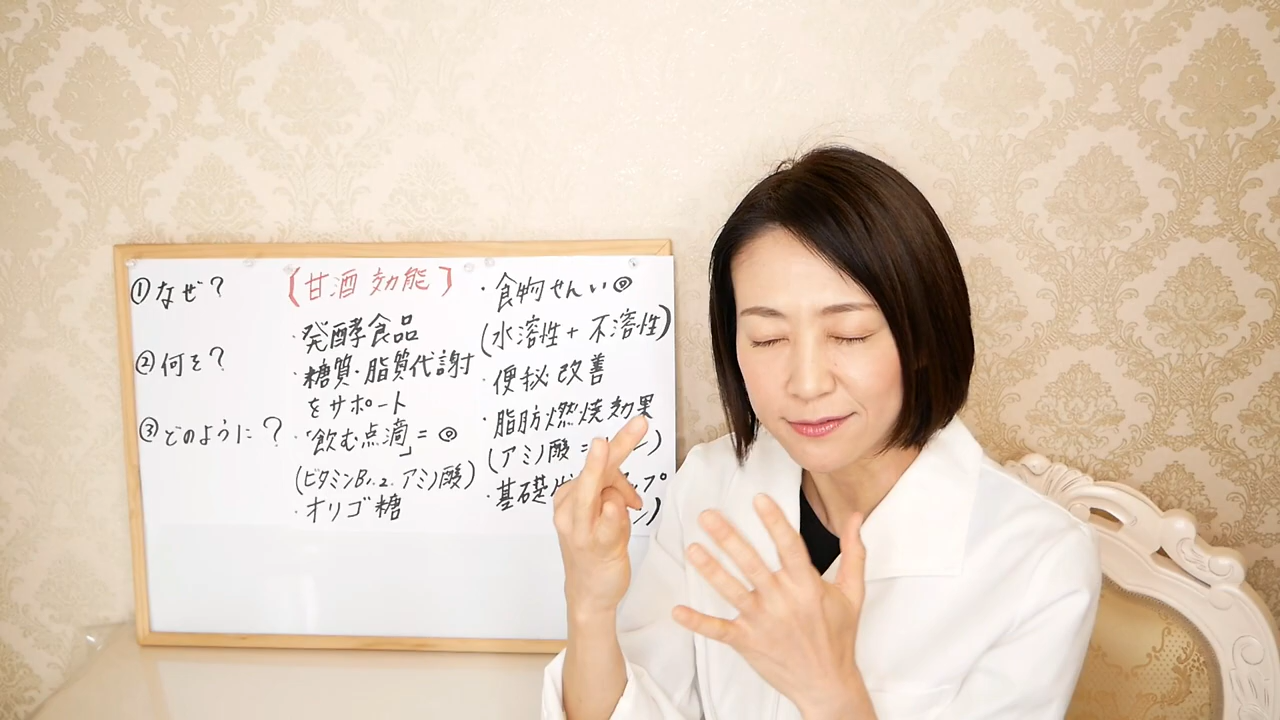 ①なぜ?
②何を?
③どのように?
【甘酒 効能】
・発酵食品
・糖質・脂質代謝
をサポート
・「飲む点滴」=◎
(ビタミンB1.2. アミノ酸)
・オリゴ糖
・食物せんい◎
(水溶性+不溶性)
・便秘改善
・脂肪燃焼効果
(アミノ酸=
・基礎